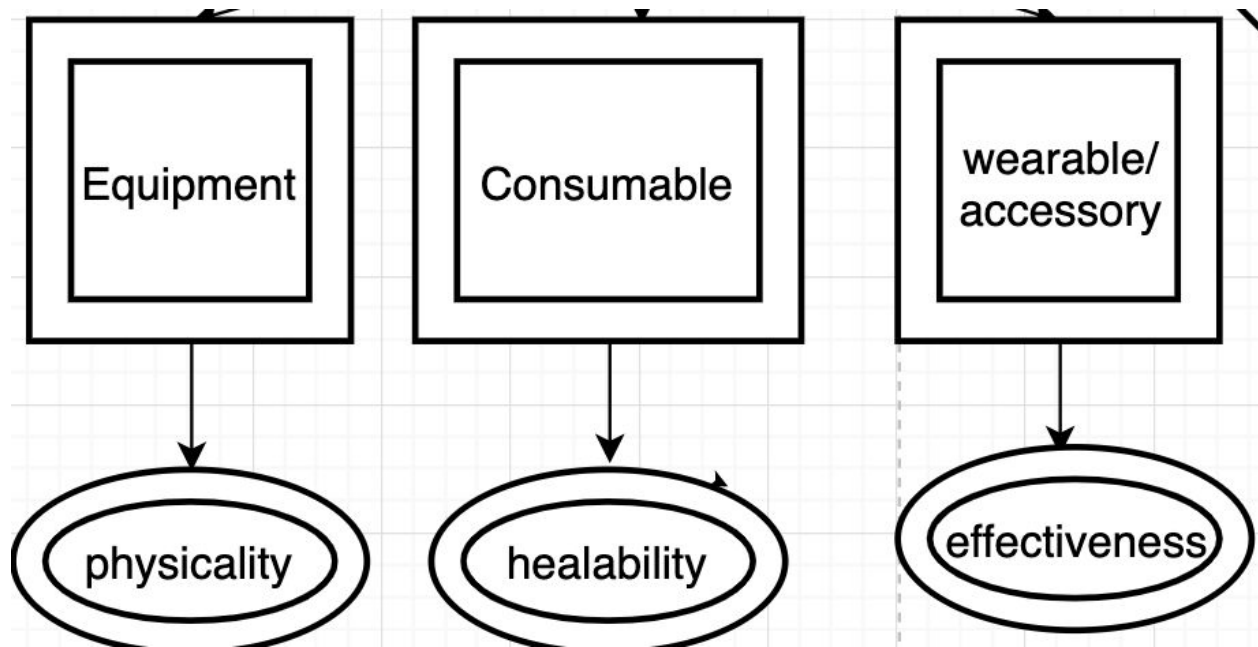 Equipment
Consumable
wearable/
accessory
physicality
healability
effectiveness